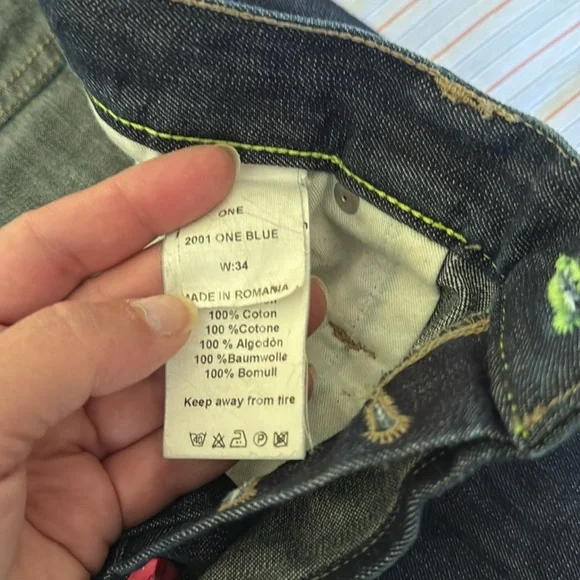 ONE
2001 ONE BLUE
W:34
MADE IN ROMANIA
100% Coton
100 %Cotone
100 % Algodón
100 %Baumwolle
100% Bomull
Keep away from fire
40
P